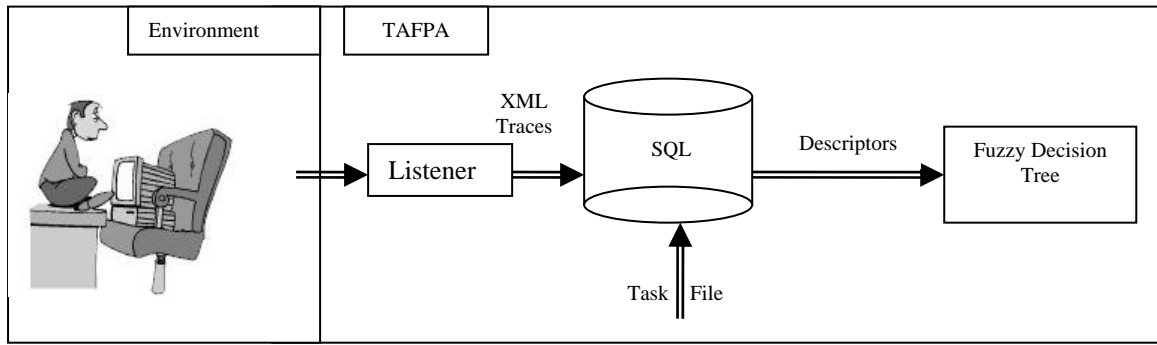 Environment
TAFPA
XML
Traces
Listener
SQL
Descriptors
Fuzzy Decision
Tree
Task File